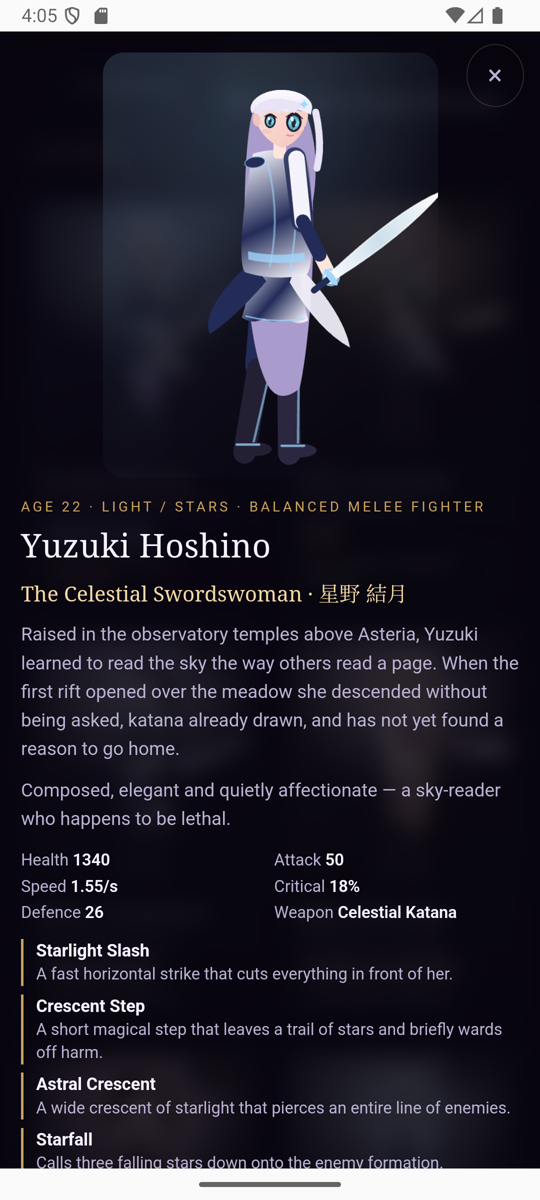 4:05
×
AGE 22 · LIGHT / STARS · BALANCED MELEE FIGHTER
Yuzuki Hoshino
The Celestial Swordswoman · 星野 結月
Raised in the observatory temples above Asteria, Yuzuki
learned to read the sky the way others read a page. When the
first rift opened over the meadow she descended without
being asked, katana already drawn, and has not yet found a
reason to go home.
Composed, elegant and quietly affectionate — a sky-reader
who happens to be lethal.
Health 1340
Attack 50
Speed 1.55/s
Critical 18%
Defence 26
Weapon Celestial Katana
Starlight Slash
A fast horizontal strike that cuts everything in front of her.
Crescent Step
A short magical step that leaves a trail of stars and briefly wards
off harm.
Astral Crescent
A wide crescent of starlight that pierces an entire line of enemies.
Starfall
Calls three falling stars down onto the enemy formation.